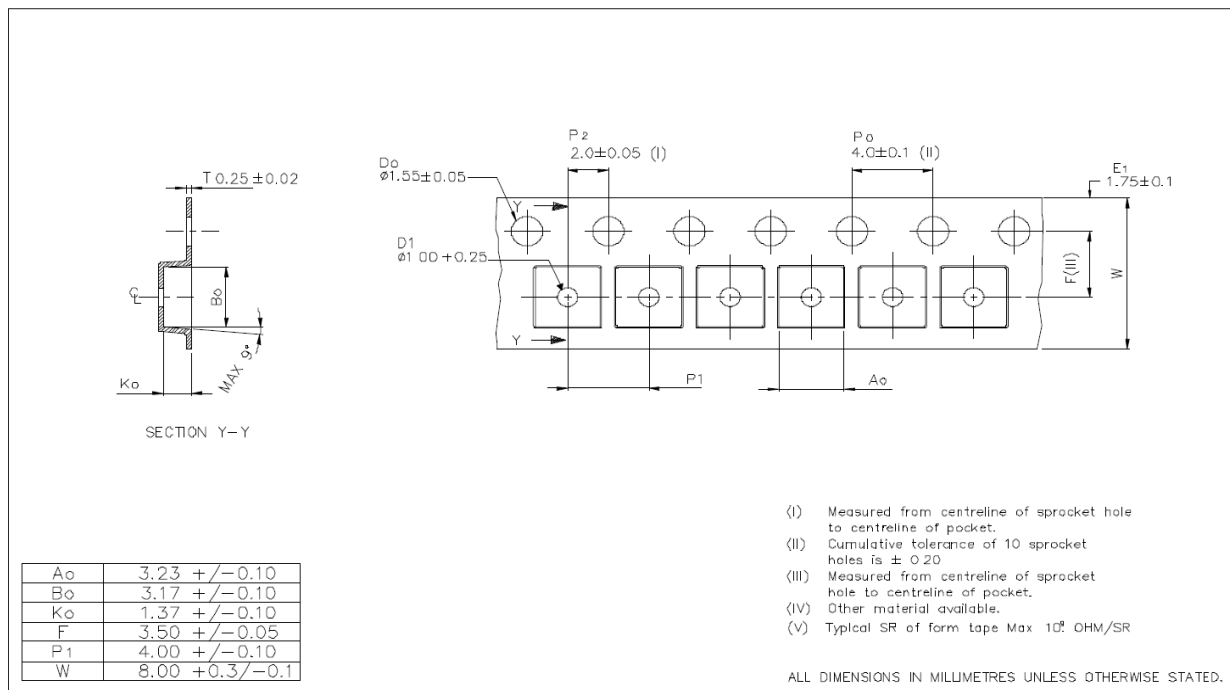 P2
2.0±0.05 (I)
Po
4.0±0.1 (II)
Do
Ø1.55±0.05
E1
1.75±0.1
T 0.25±0.02
Y
D1
Ø1.00 +0.25
F(III)
W
Bo
Y
MAX 9°
Ko
P1
Ao
SECTION Y-Y
(I) Measured from centreline of sprocket hole
to centreline of pocket.
(II) Cumulative tolerance of 10 sprocket
holes is ± 0.20
(III) Measured from centreline of sprocket
hole to centreline of pocket.
(IV) Other material available.
(V) Typical SR of form tape Max OHM/SR
Ao 3.23 +/-0.10
Bo 3.17 +/-0.10
Ko 1.37 +/-0.10
F 3.50 +/-0.05
P1 4.00 +/-0.10
W 8.00 +0.3/-0.1
ALL DIMENSIONS IN MILLIMETRES UNLESS OTHERWISE STATED.